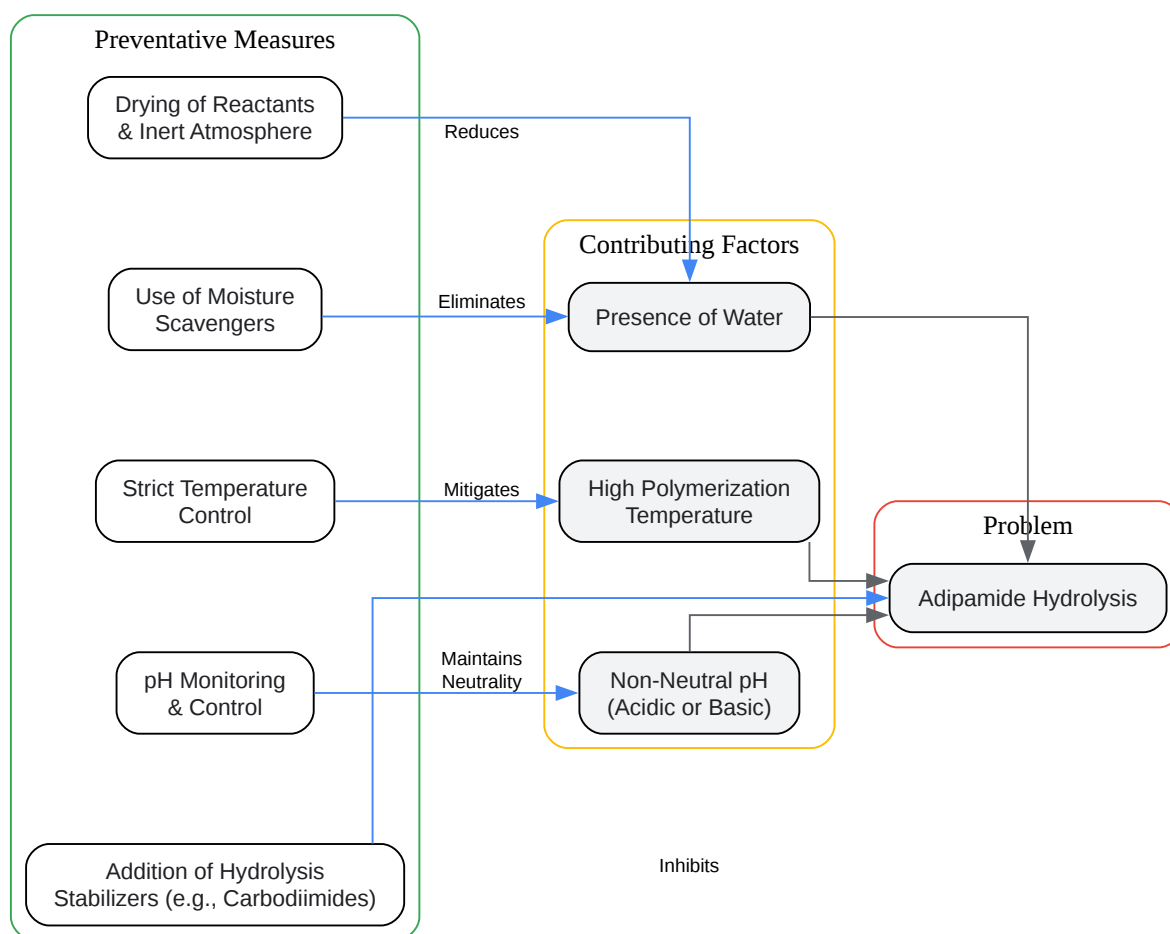 Preventative Measures
Drying of Reactants
& Inert Atmosphere
Reduces
Contributing Factors
Use of Moisture
Scavengers
Eliminates
Presence of Water
Strict Temperature
Control
Mitigates
High Polymerization
Temperature
Problem
Adipamide Hydrolysis
pH Monitoring
& Control
Maintains
Neutrality
Non-Neutral pH
(Acidic or Basic)
Addition of Hydrolysis
Stabilizers (e.g., Carbodiimides)
Inhibits